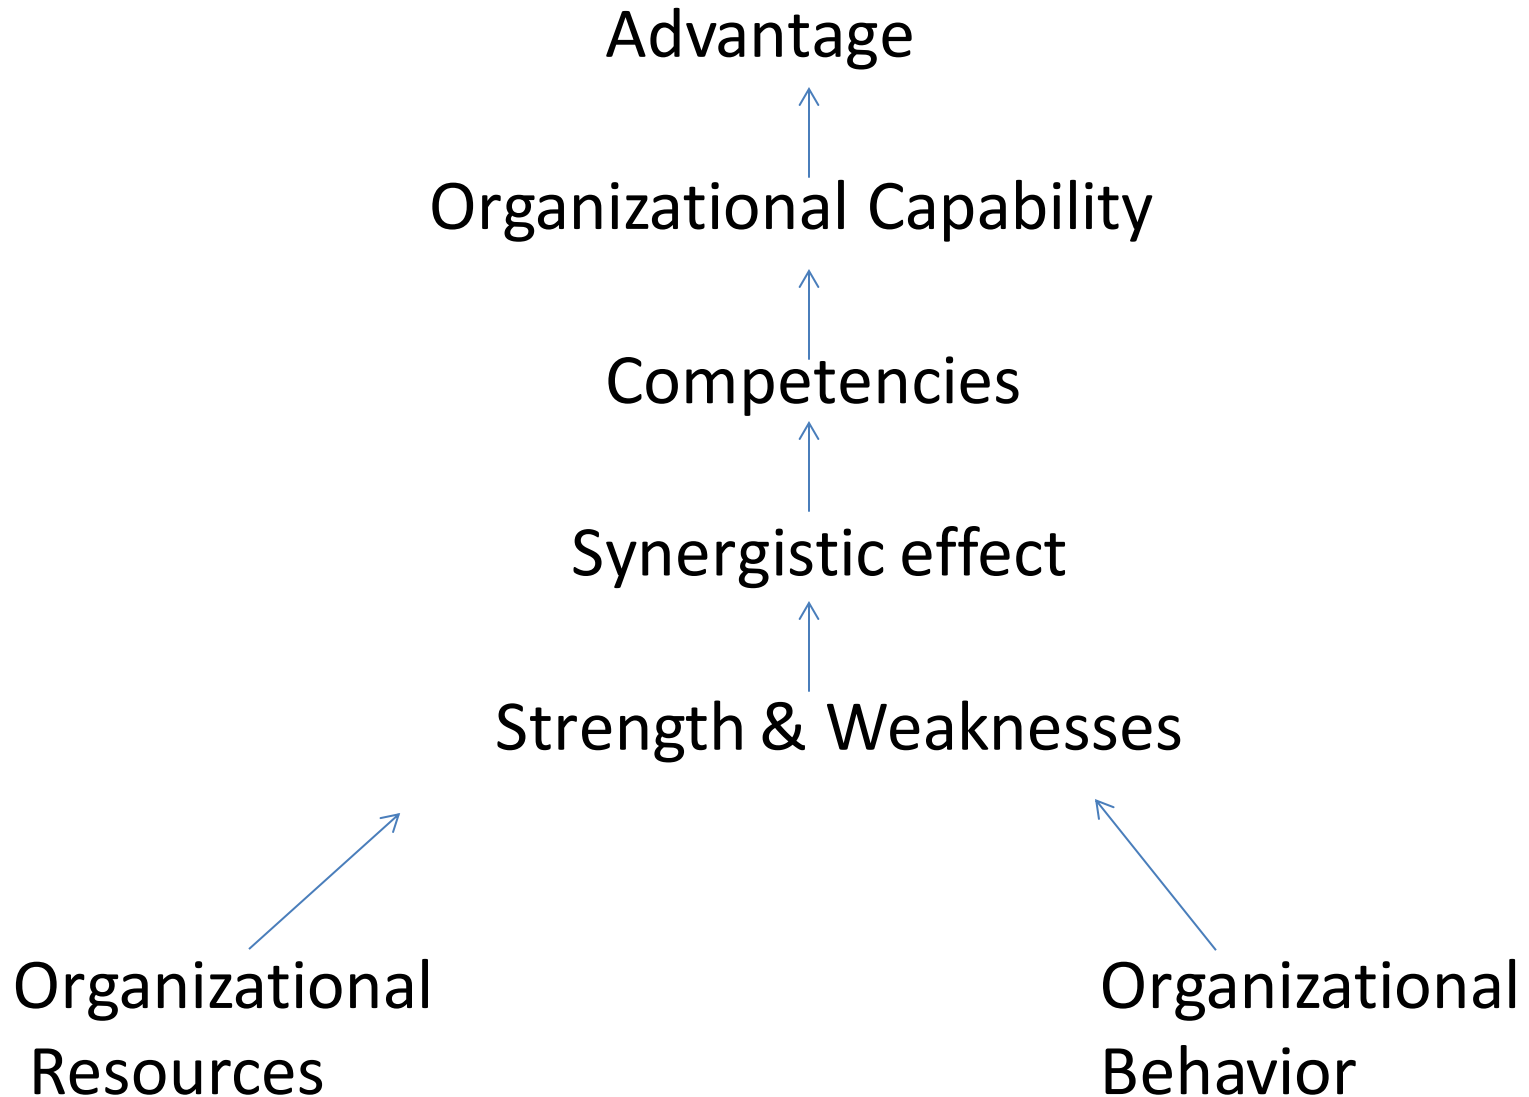 Advantage
Organizational Capability
Competencies
Synergistic effect
Strength & Weaknesses
Organizational
Resources
Organizational
Behavior